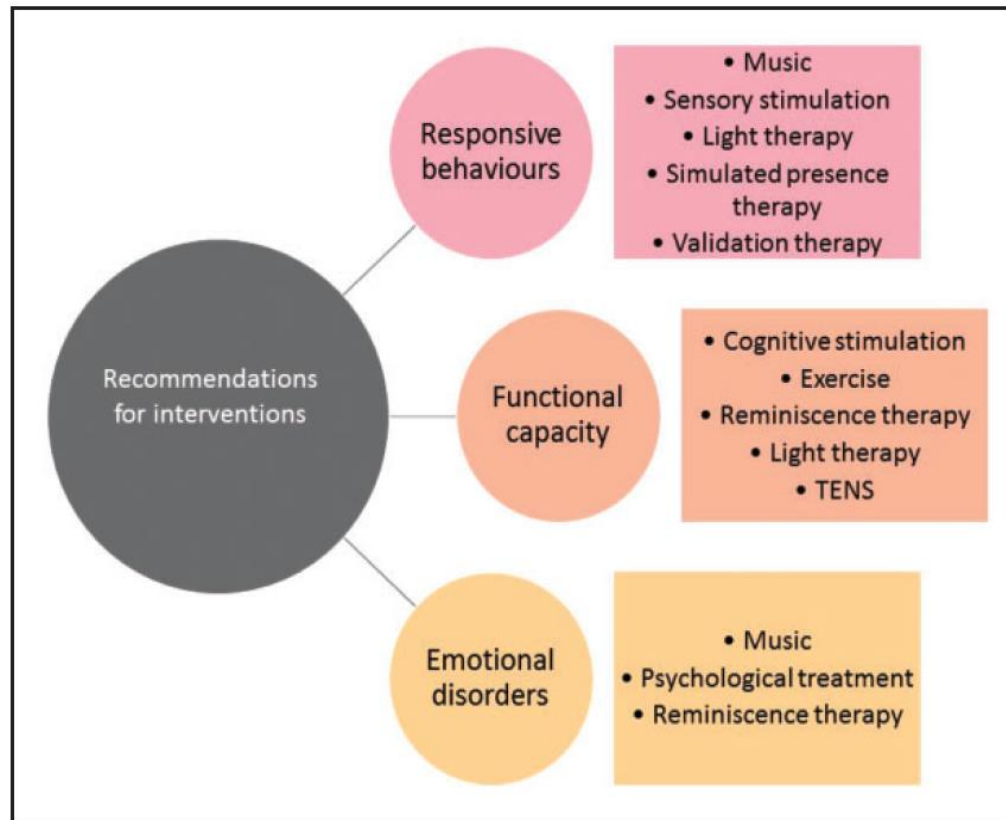 Recommendations
for interventions
Responsive
behaviours
• Music
• Sensory stimulation
• Light therapy
• Simulated presence
therapy
• Validation therapy
Functional
capacity
• Cognitive stimulation
• Exercise
• Reminiscence therapy
• Light therapy
• TENS
Emotional
disorders
• Music
• Psychological treatment
• Reminiscence therapy